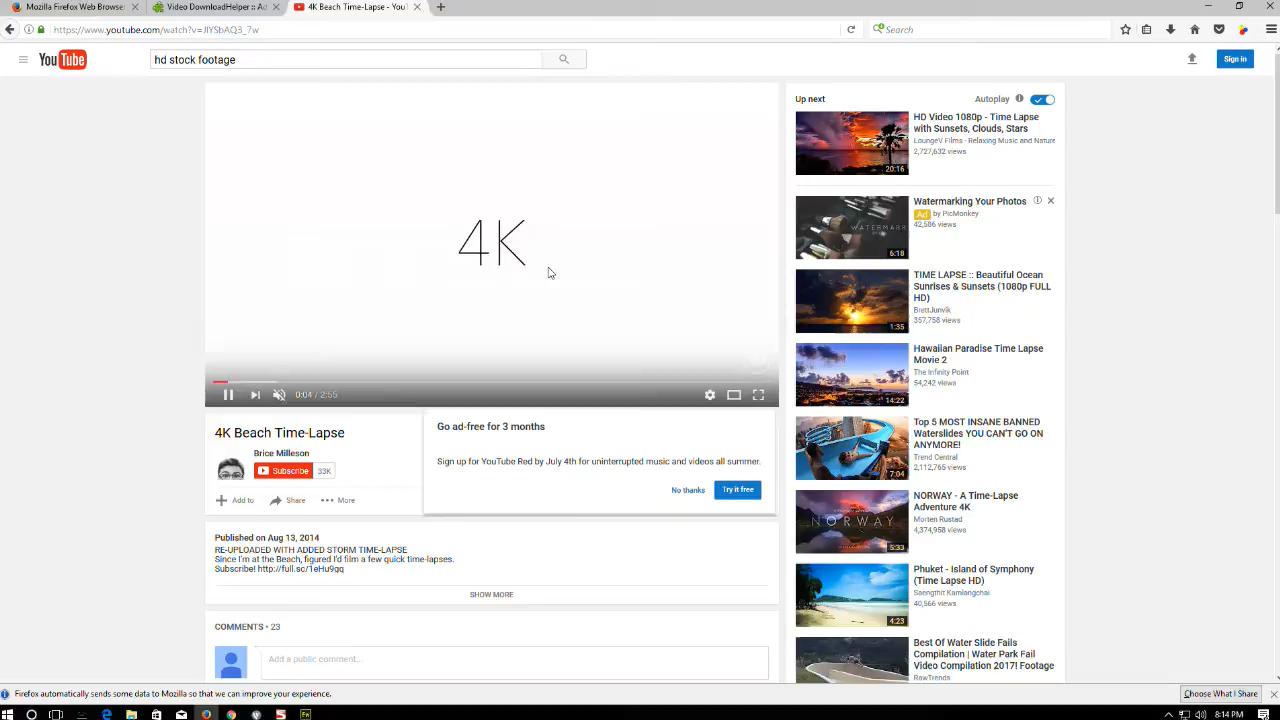 Mozilla Firefox Web Browse
Video DownloadHelper :: Ad
4K Beach Time-Lapse - You
https://www.youtube.com/watch?v=JIYSbAQ3_7w
Search
YouTube
hd stock footage
Sign in
4K
0:04 / 2:55
4K Beach Time-Lapse
Brice Milleson
Subscribe 33K
Add to Share More
Go ad-free for 3 months
Sign up for YouTube Red by July 4th for uninterrupted music and videos all summer.
No thanks Try it free
Published on Aug 13, 2014
RE-UPLOADED WITH ADDED STORM TIME-LAPSE
Since I'm at the Beach, figured I'd film a few quick time-lapses.
Subscribe! http://full.sc/1eHu9gq
SHOW MORE
COMMENTS • 23
Add a public comment...
Up next Autoplay
HD Video 1080p - Time Lapse
with Sunsets, Clouds, Stars
LoungeV Films - Relaxing Music and Nature
2,727,632 views
20:16
Watermarking Your Photos
Ad by PicMonkey
42,586 views
WATERMARK
6:18
TIME LAPSE :: Beautiful Ocean
Sunrises & Sunsets (1080p FULL
HD)
BrettJunvik
357,758 views
1:35
Hawaiian Paradise Time Lapse
Movie 2
The Infinity Point
54,242 views
14:22
Top 5 MOST INSANE BANNED
Waterslides YOU CAN'T GO ON
ANYMORE!
Trend Central
2,112,765 views
7:04
NORWAY - A Time-Lapse
Adventure 4K
Morten Rustad
4,374,958 views
NORWAY
5:33
Phuket - Island of Symphony
(Time Lapse HD)
Saengthit Kamlangchai
40,566 views
4:23
Best Of Water Slide Fails
Compilation | Water Park Fail
Video Compilation 2017! Footage
RawTrends
Firefox automatically sends some data to Mozilla so that we can improve your experience.
Choose What I Share
8:14 PM